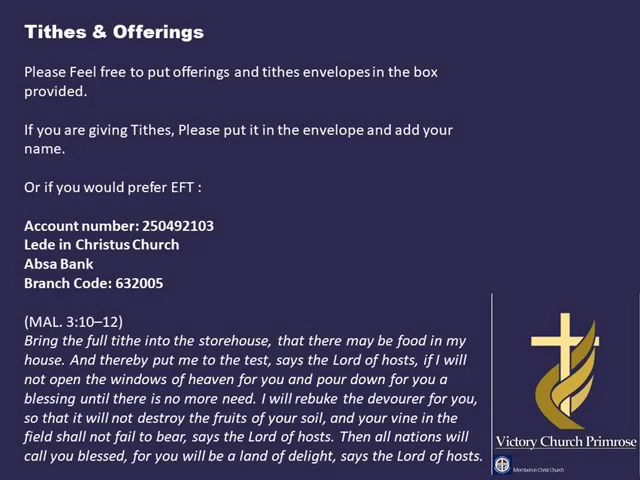 Tithes & Offerings
Please Feel free to put offerings and tithes envelopes in the box
provided.
If you are giving Tithes, Please put it in the envelope and add your
name.
Or if you would prefer EFT :
Account number: 250492103
Lede in Christus Church
Absa Bank
Branch Code: 632005
(MAL. 3:10–12)
Bring the full tithe into the storehouse, that there may be food in my
house. And thereby put me to the test, says the Lord of hosts, if I will
not open the windows of heaven for you and pour down for you a
blessing until there is no more need. I will rebuke the devourer for you,
so that it will not destroy the fruits of your soil, and your vine in the
field shall not fail to bear, says the Lord of hosts. Then all nations will
call you blessed, for you will be a land of delight, says the Lord of hosts.
Victory Church Primrose
Members in Christ Church